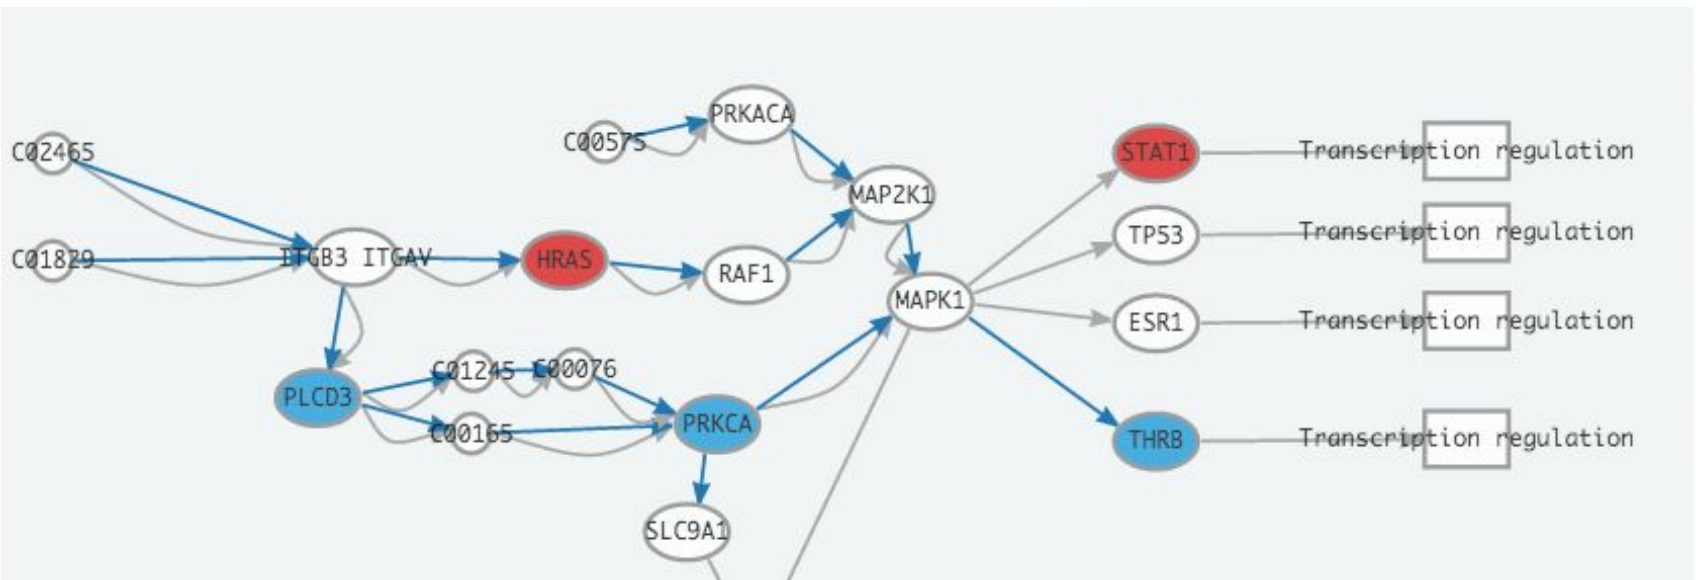 PRKACA
C00575
C02465
STAT1
Transcription regulation
MAP2K1
TP53
Transcription regulation
C01829
ITGB3 ITGAV
HRAS
RAF1
MAPK1
ESR1
Transcription regulation
C01245
C00076
PLCD3
PRKCA
C00165
THRB
Transcription regulation
SLC9A1